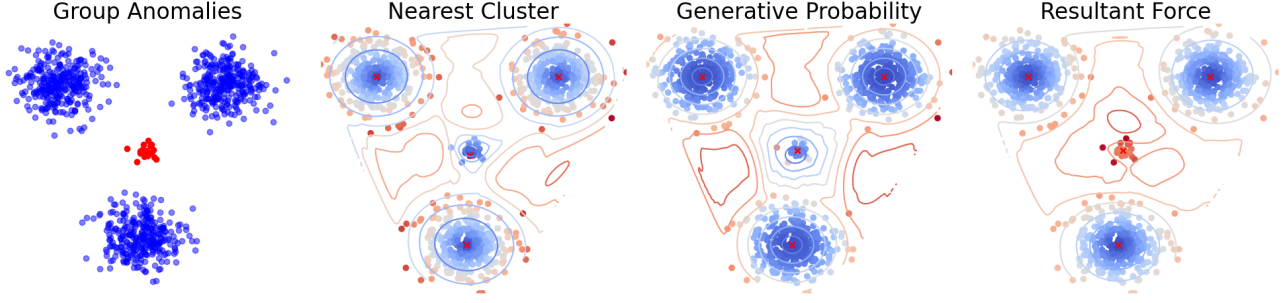 Group Anomalies
Nearest Cluster
Generative Probability
Resultant Force